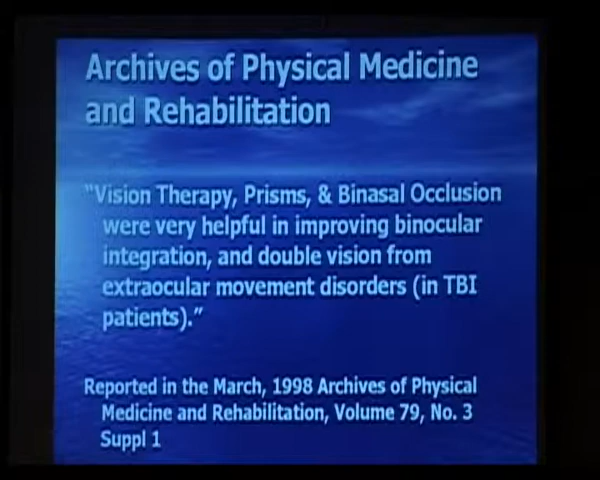 Archives of Physical Medicine
and Rehabilitation
"Vision Therapy, Prisms, & Binasal Occlusion
were very helpful in improving binocular
integration, and double vision from
extraocular movement disorders (in TBI
patients)."
Reported in the March, 1998 Archives of Physical
Medicine and Rehabilitation, Volume 79, No. 3
Suppl 1